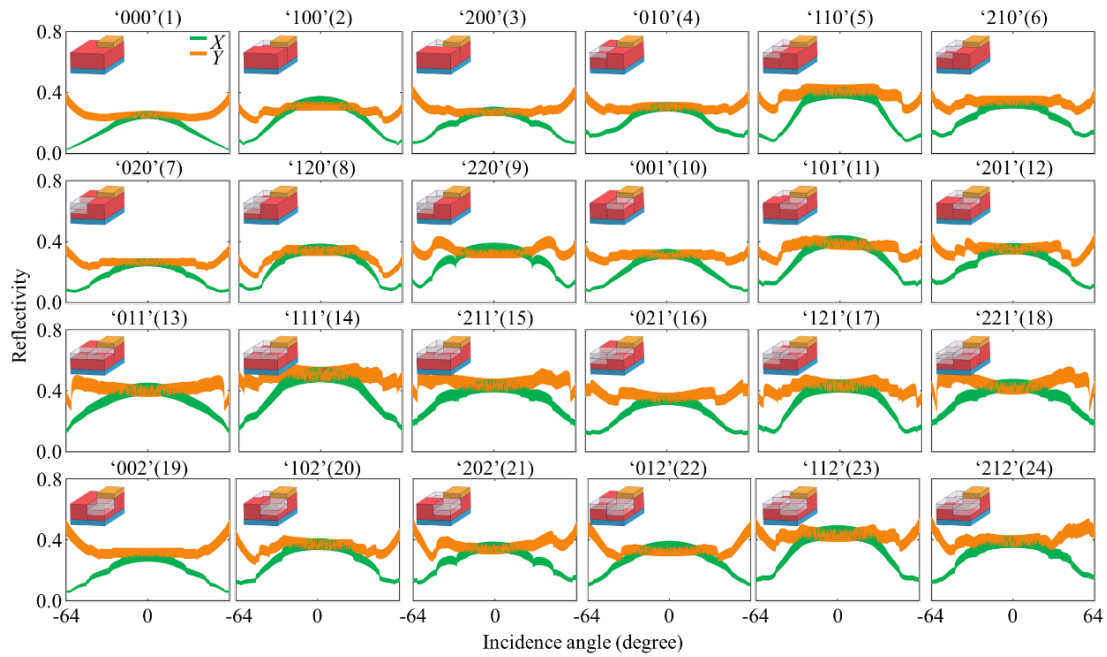 ‘000’(1) ‘100’(2) ‘200’(3) ‘010’(4) ‘110’(5) ‘210’(6)
0.8
X
Y
0.4
0.0
‘020’(7) ‘120’(8) ‘220’(9) ‘001’(10) ‘101’(11) ‘201’(12)
0.8
0.4
0.0
‘011’(13) ‘111’(14) ‘211’(15) ‘021’(16) ‘121’(17) ‘221’(18)
0.8
0.4
0.0
‘002’(19) ‘102’(20) ‘202’(21) ‘012’(22) ‘112’(23) ‘212’(24)
0.8
0.4
0.0
Reflectivity
-64 0 -64 0 -64 0 -64 0 -64 0 -64 0 64
Incidence angle (degree)